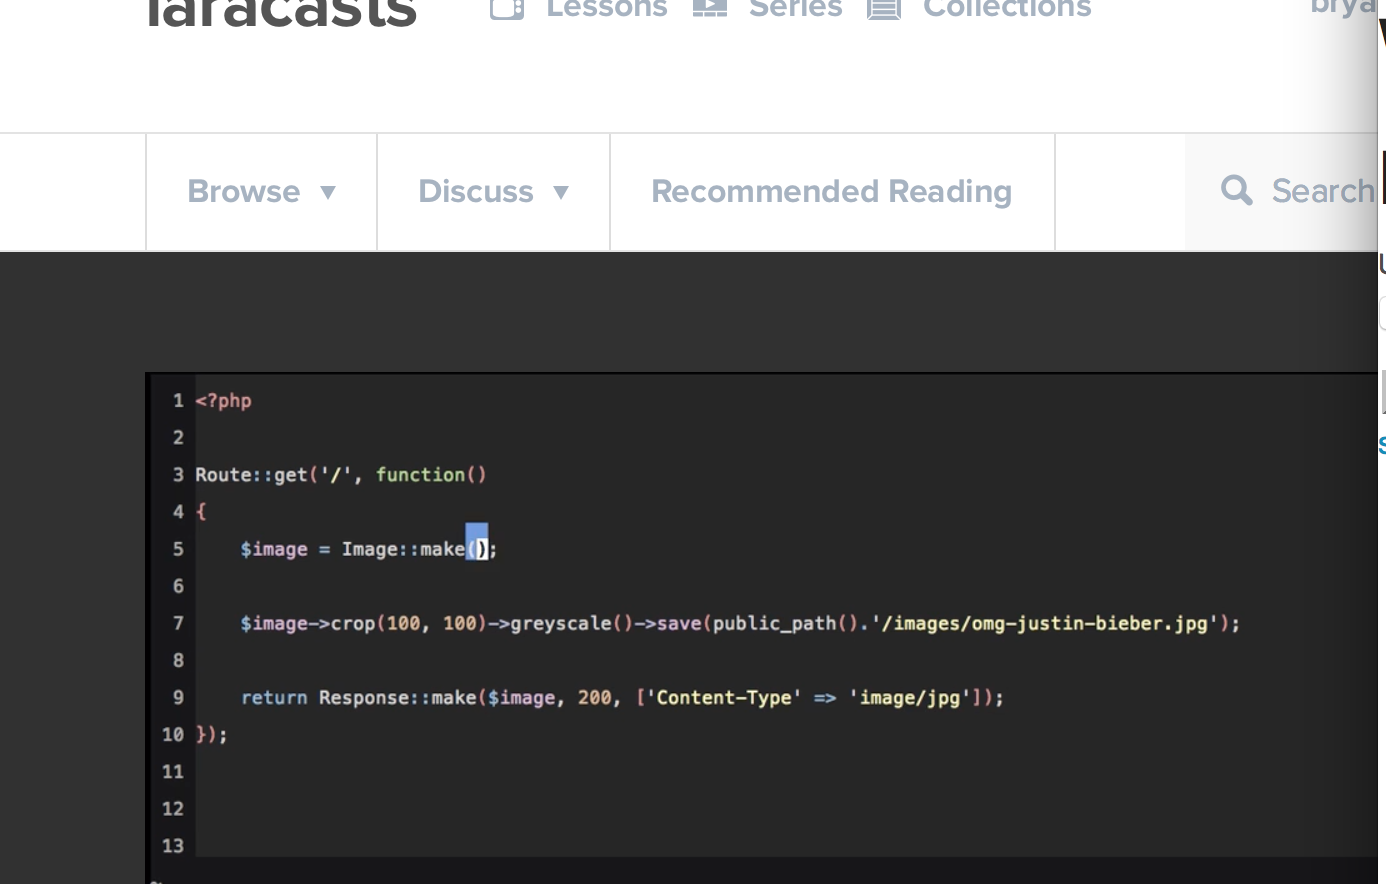 laracasts Lessons Series Collections
Browse ▼ Discuss ▼ Recommended Reading Search
1 <?php
2
3 Route::get('/', function()
4 {
5     $image = Image::make();
6
7     $image->crop(100, 100)->greyscale()->save(public_path().'/images/omg-justin-bieber.jpg');
8
9     return Response::make($image, 200, ['Content-Type' => 'image/jpg']);
10 });
11
12
13